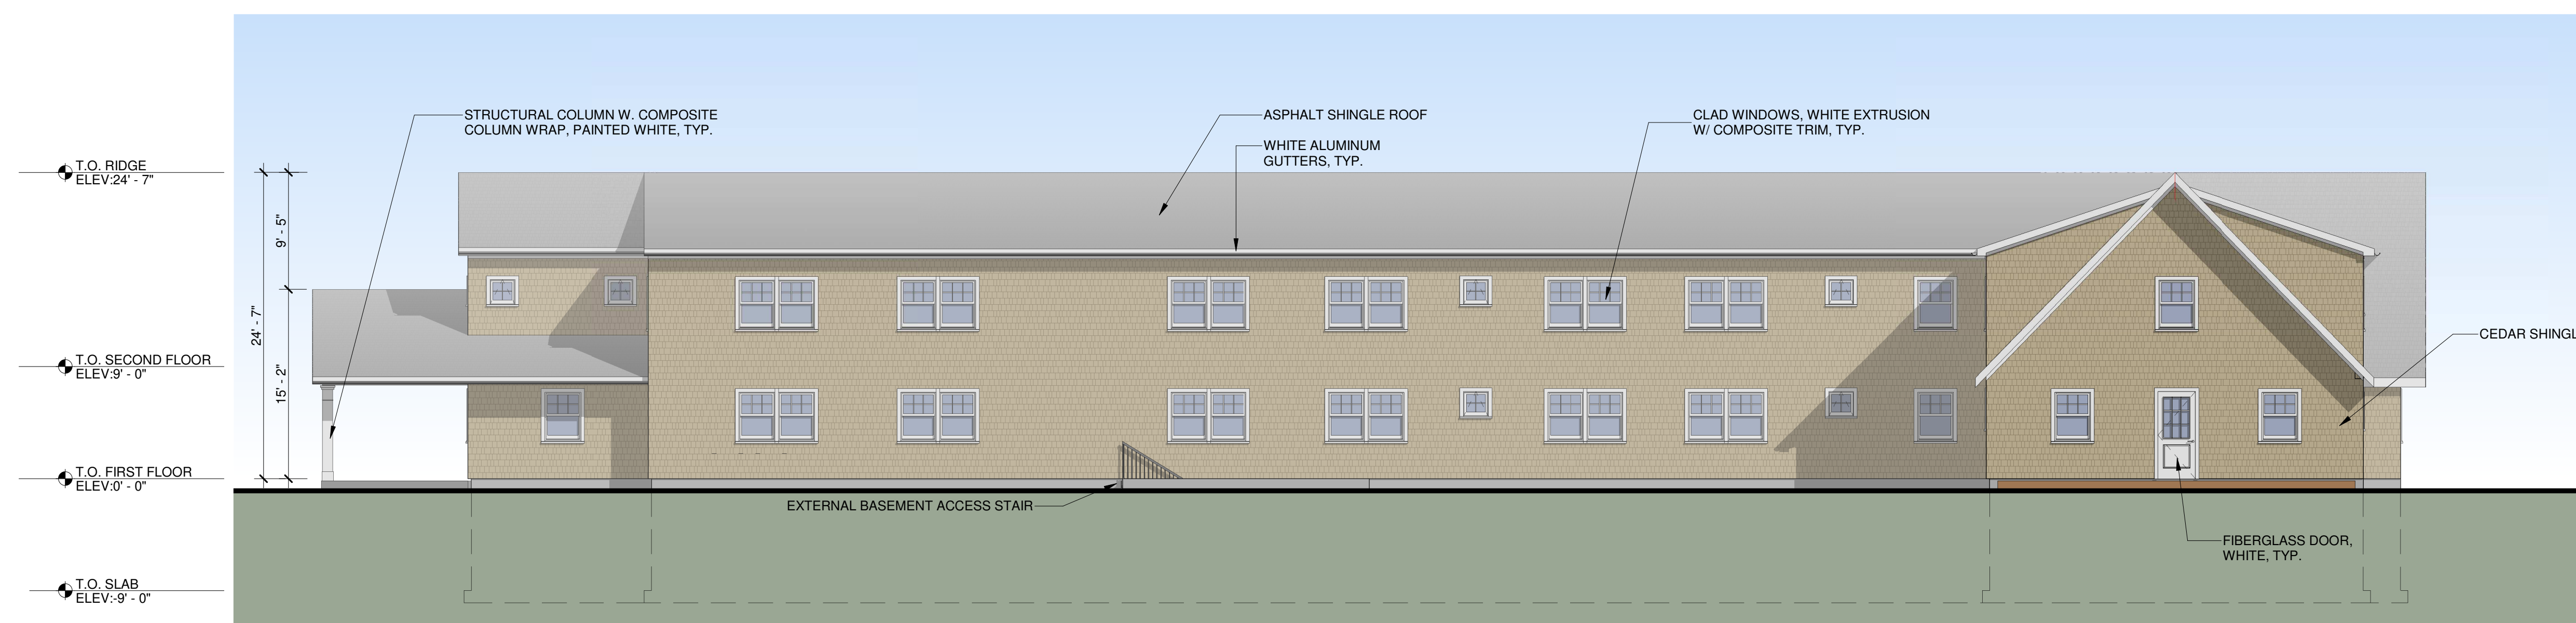 STRUCTURAL COLUMN W. COMPOSITE
COLUMN WRAP, PAINTED WHITE, TYP.
ASPHALT SHINGLE ROOF
WHITE ALUMINUM
GUTTERS, TYP.
CLAD WINDOWS, WHITE EXTRUSION
W/ COMPOSITE TRIM, TYP.
T.O. RIDGE
ELEV:24' - 7"
9' - 5"
24' - 7"
15' - 2"
T.O. SECOND FLOOR
ELEV:9' - 0"
CEDAR SHINGL
T.O. FIRST FLOOR
ELEV:0' - 0"
EXTERNAL BASEMENT ACCESS STAIR
FIBERGLASS DOOR,
WHITE, TYP.
T.O. SLAB
ELEV:-9' - 0"